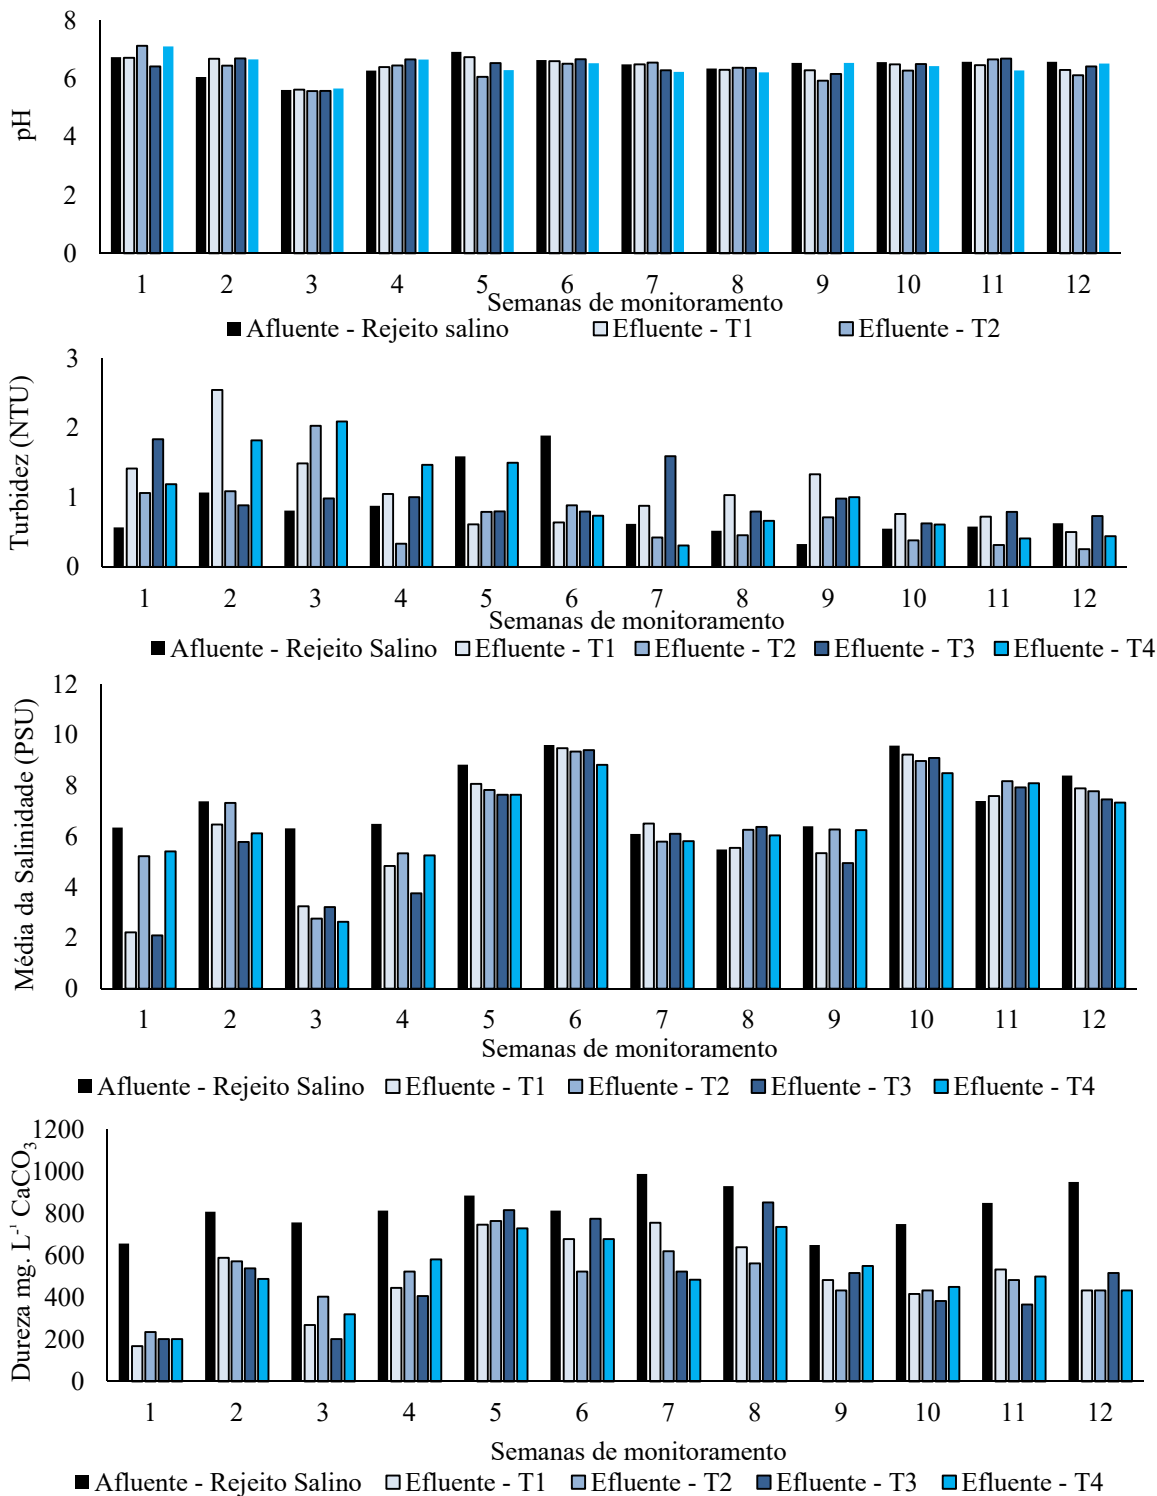 8
6
4
2
0
pH
1 2 3 4 5 6 7 8 9 10 11 12
Semanas de monitoramento
Afluente - Rejeito salino Efluente - T1 Efluente - T2
3
2
1
0
Turbidez (NTU)
1 2 3 4 5 6 7 8 9 10 11 12
Semanas de monitoramento
Afluente - Rejeito Salino Efluente - T1 Efluente - T2 Efluente - T3 Efluente - T4
12
10
8
6
4
2
0
Média da Salinidade (PSU)
1 2 3 4 5 6 7 8 9 10 11 12
Semanas de monitoramento
Afluente - Rejeito Salino Efluente - T1 Efluente - T2 Efluente - T3 Efluente - T4
1200
1000
800
600
400
200
0
Dureza mg. L⁻¹ CaCO₃
1 2 3 4 5 6 7 8 9 10 11 12
Semanas de monitoramento
Afluente - Rejeito Salino Efluente - T1 Efluente - T2 Efluente - T3 Efluente - T4